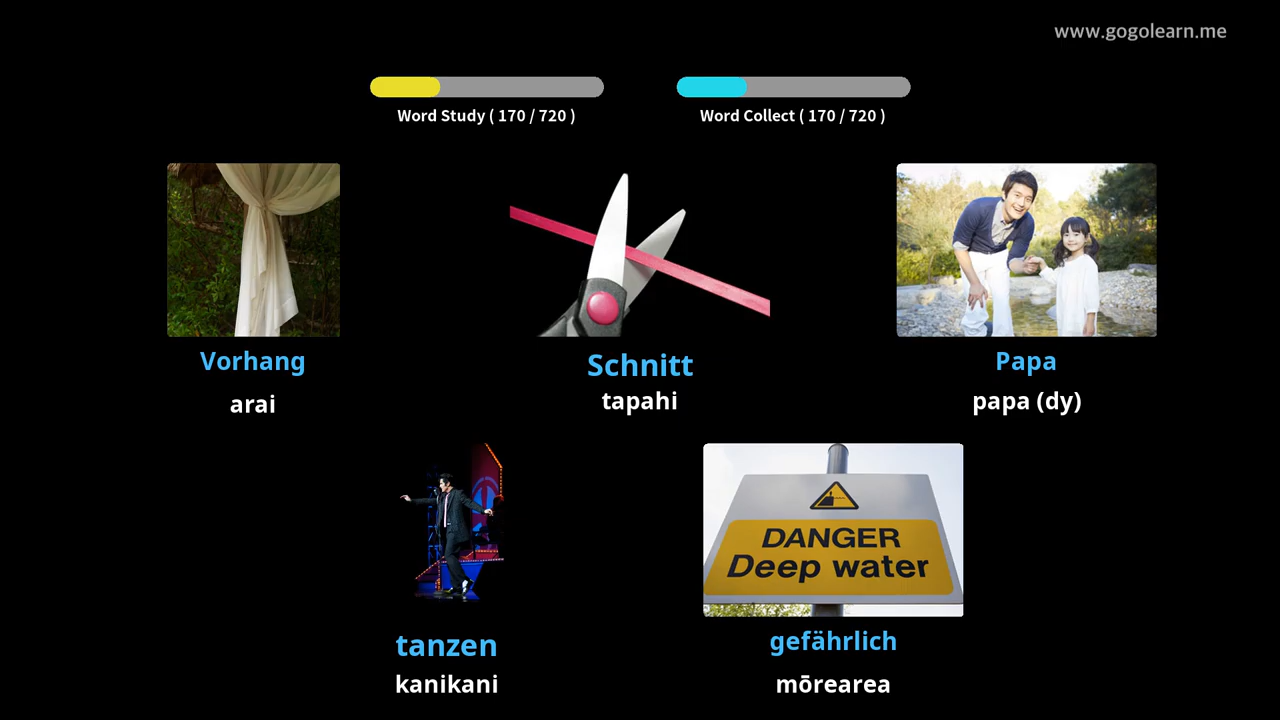 www.gogolearn.me
Word Study ( 170 / 720 )
Word Collect ( 170 / 720 )
Vorhang
arai
Schnitt
tapahi
Papa
papa (dy)
DANGER
Deep water
tanzen
kanikani
gefährlich
mōrearea